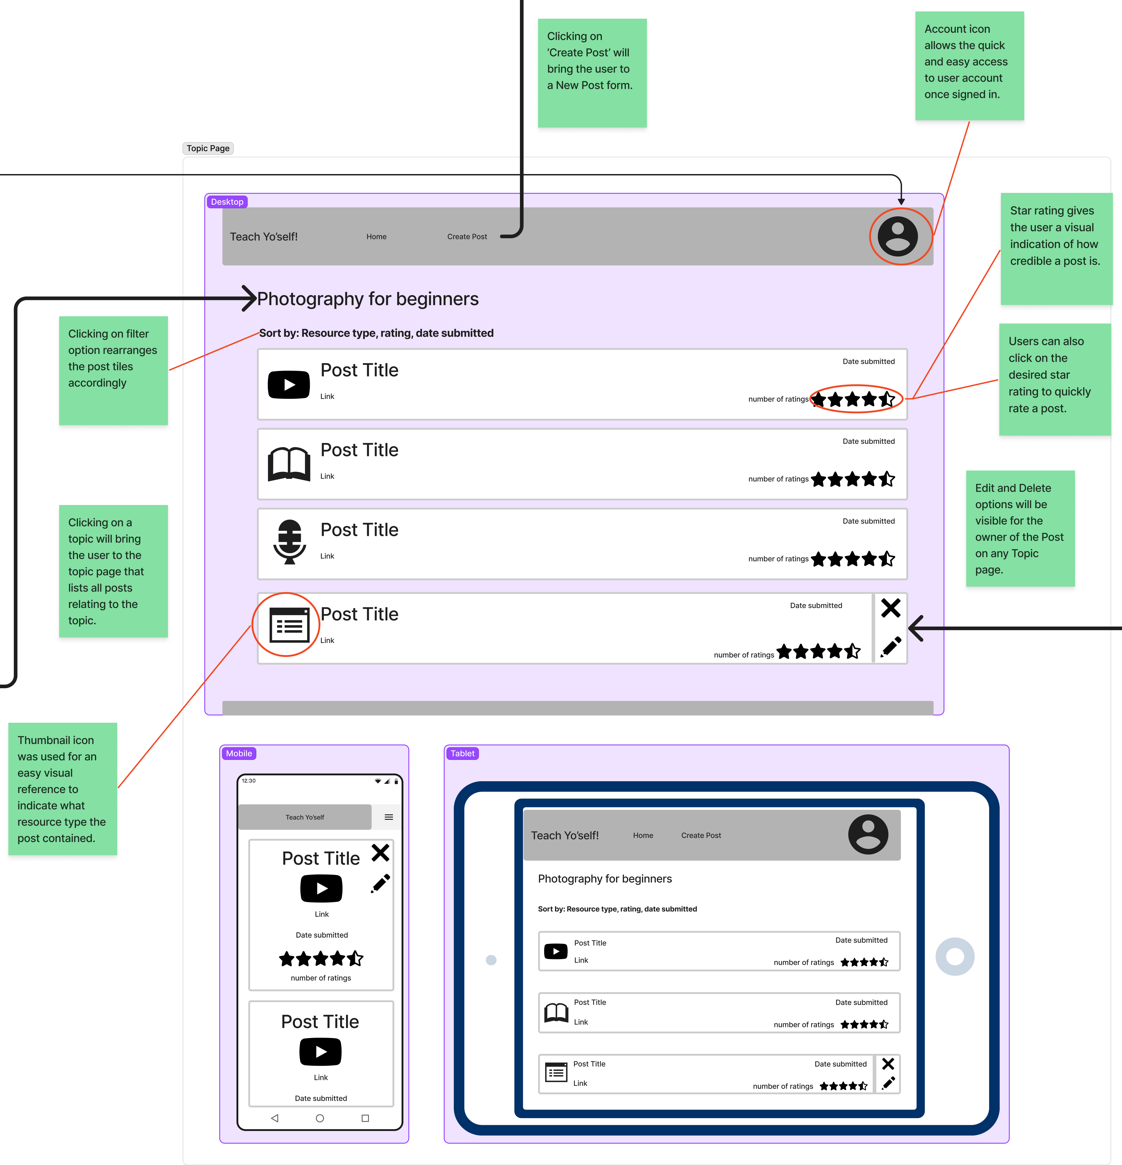 Clicking on
‘Create Post’ will
bring the user to
a New Post form.
Account icon
allows the quick
and easy access
to user account
once signed in.
Topic Page
Desktop
Teach Yo’self!
Home
Create Post
Star rating gives
the user a visual
indication of how
credible a post is.
Photography for beginners
Sort by: Resource type, rating, date submitted
Clicking on filter
option rearranges
the post tiles
accordingly
Users can also
click on the
desired star
rating to quickly
rate a post.
Post Title
Link
Date submitted
number of ratings
Post Title
Link
Date submitted
number of ratings
Edit and Delete
options will be
visible for the
owner of the Post
on any Topic
page.
Clicking on a
topic will bring
the user to the
topic page that
lists all posts
relating to the
topic.
Post Title
Link
Date submitted
number of ratings
Post Title
Link
Date submitted
number of ratings
Thumbnail icon
was used for an
easy visual
reference to
indicate what
resource type the
post contained.
Mobile
12:30
Teach Yo’self
Post Title
Link
Date submitted
number of ratings
Post Title
Link
Date submitted
Tablet
Teach Yo’self!
Home
Create Post
Photography for beginners
Sort by: Resource type, rating, date submitted
Post Title
Link
Date submitted
number of ratings
Post Title
Link
Date submitted
number of ratings
Post Title
Link
Date submitted
number of ratings